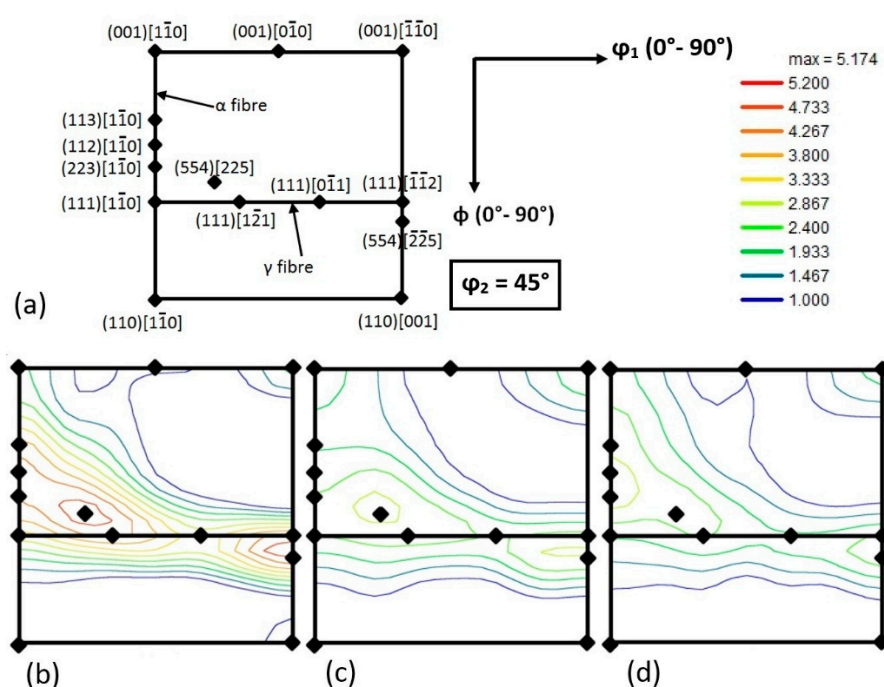 (001)[11̅0]
(001)[01̅0]
(001)[1̅1̅0]
α fibre
(113)[11̅0]
(112)[11̅0]
(223)[11̅0]
(554)[225]
(111)[11̅0]
(111)[01̅1]
(111)[1̅1̅2]
(111)[12̅1]
(554)[2̅2̅5]
γ fibre
(a)
(110)[11̅0]
(110)[001]
φ₁ (0°- 90°)
ϕ (0°- 90°)
φ₂ = 45°
max = 5.174
5.200
4.733
4.267
3.800
3.333
2.867
2.400
1.933
1.467
1.000
(b)
(c)
(d)